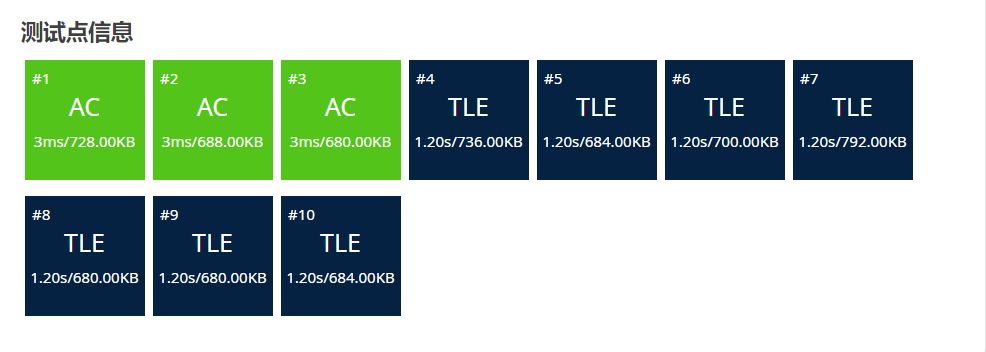 测试点信息
#1 #2 #3 #4 #5 #6 #7
AC AC AC TLE TLE TLE TLE
3ms/728.00KB 3ms/688.00KB 3ms/680.00KB 1.20s/736.00KB 1.20s/684.00KB 1.20s/700.00KB 1.20s/792.00KB
#8 #9 #10
TLE TLE TLE
1.20s/680.00KB 1.20s/680.00KB 1.20s/684.00KB